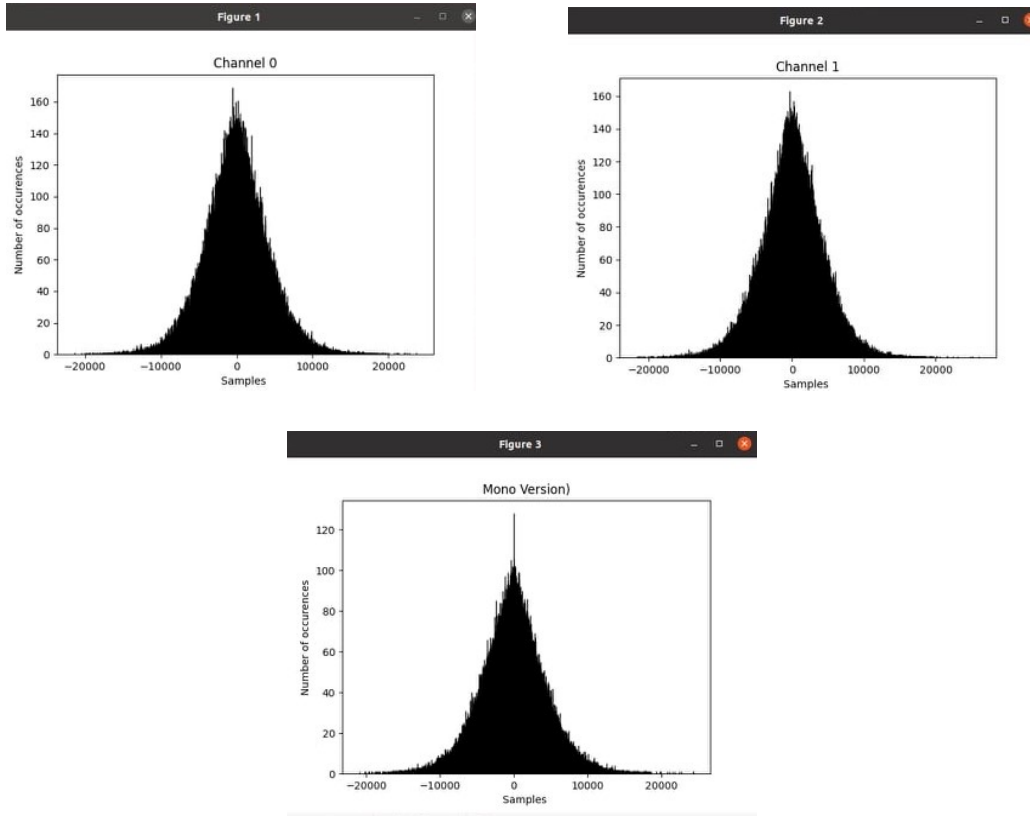 Figure 1
Channel 0
Number of occurences
160
140
120
100
80
60
40
20
0
−20000 −10000 0 10000 20000
Samples
Figure 2
Channel 1
Number of occurences
160
140
120
100
80
60
40
20
0
−20000 −10000 0 10000 20000
Samples
Figure 3
Mono Version)
Number of occurences
120
100
80
60
40
20
0
−20000 −10000 0 10000 20000
Samples